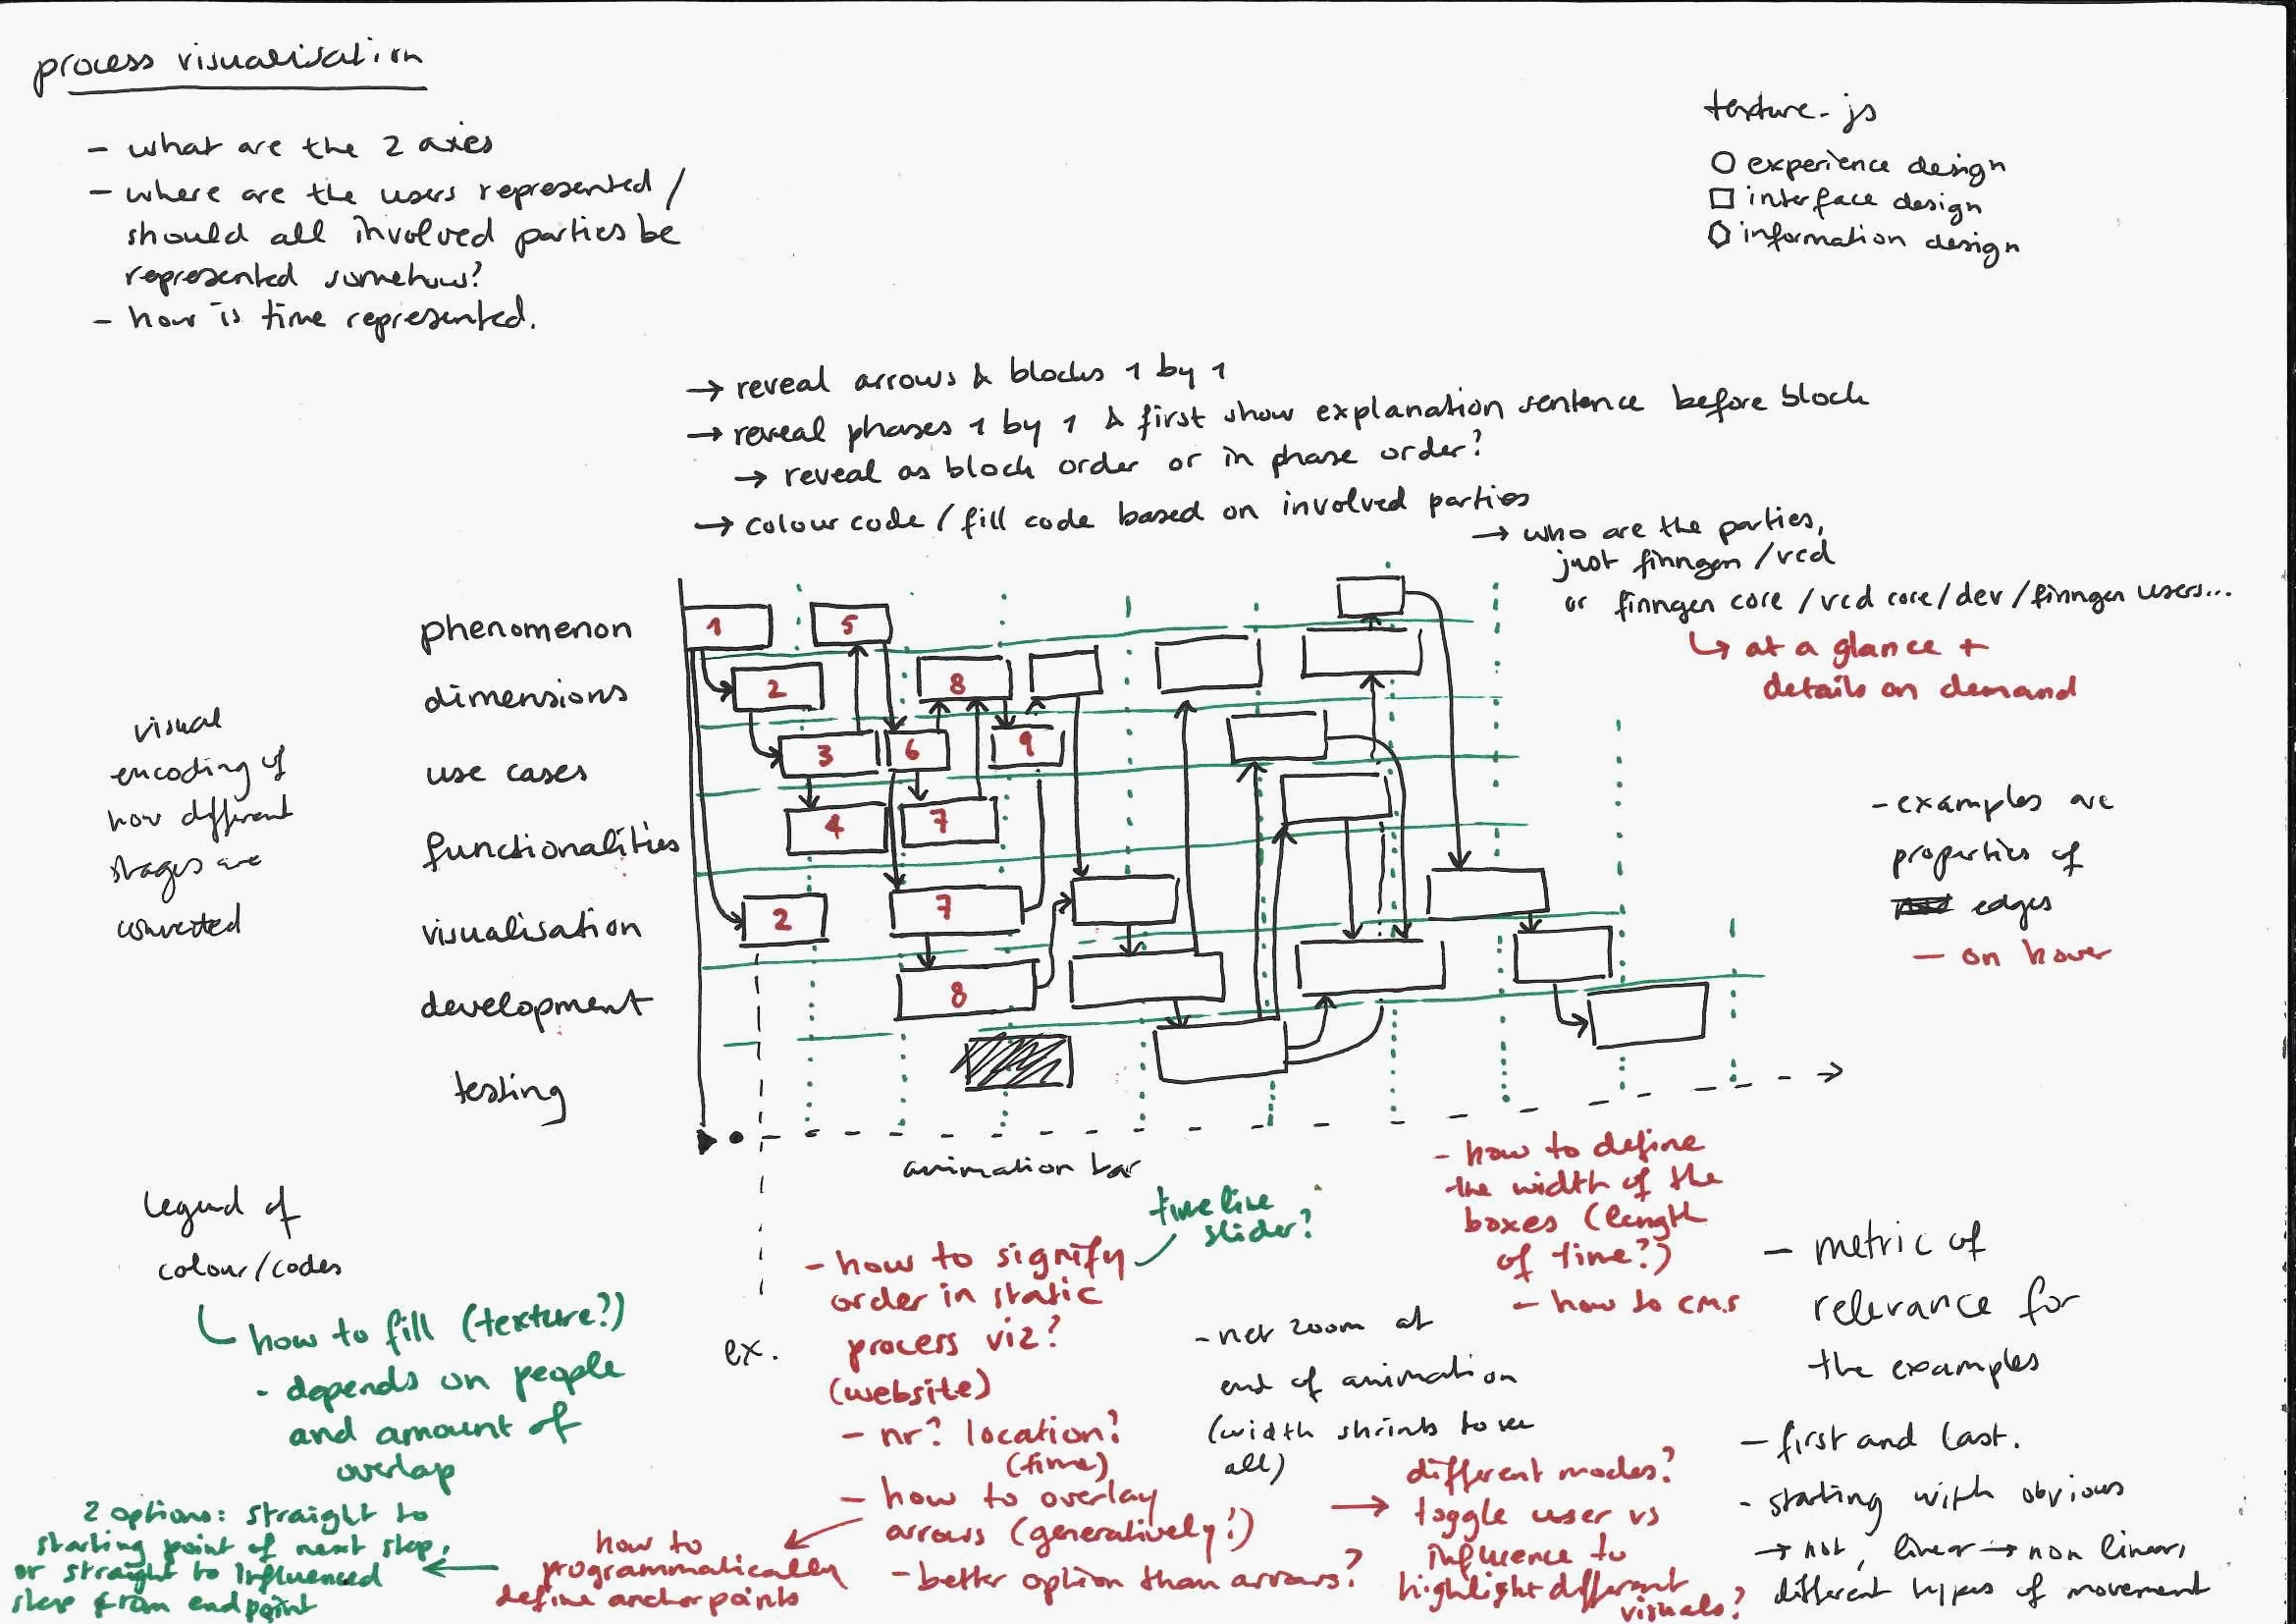 process visualisation
- what are the 2 axies
- where are the users represented /
should all involved parties be
represented somehow?
- how is time represented.
texture.js
experience design
interface design
information design
→ reveal arrows & blocks 1 by 1
→ reveal phases 1 by 1 & first show explanation sentence before block
→ reveal as block order or in phase order?
→ colour code / fill code based on involved parties
→ who are the parties,
just finngen / vcd
or finngen core / vcd core / dev / finngen users...
↳ at a glance +
details on demand
visual
encoding of
how different
stages are
connected
phenomenon
dimensions
use cases
functionalities
visualisation
development
testing
1
5
2
8
3
6
9
4
7
2
7
8
- examples are
properties of
edges
- on hover
animation bar
timeline
slider?
legend of
colour/codes
how to fill (texture?)
- depends on people
and amount of
overlap
2 options: straight to
starting point of next step,
or straight to influenced
step from endpoint
ex.
- how to signify
order in static
process viz?
(website)
- nr? location?
(time)
- how to overlay
arrows (generatively!)
- better option than arrows?
how to
programmatically
define anchorpoints
- zoom at
end of animation
(width shrinks to see
all)
- how to define
the width of the
boxes (length
of time?)
- how to cms
→ different modes?
toggle user vs
influence to
highlight different
visuals?
- metric of
relevance for
the examples
- first and last.
- starting with obvious
→ not, linear → non linear,
different types of movement